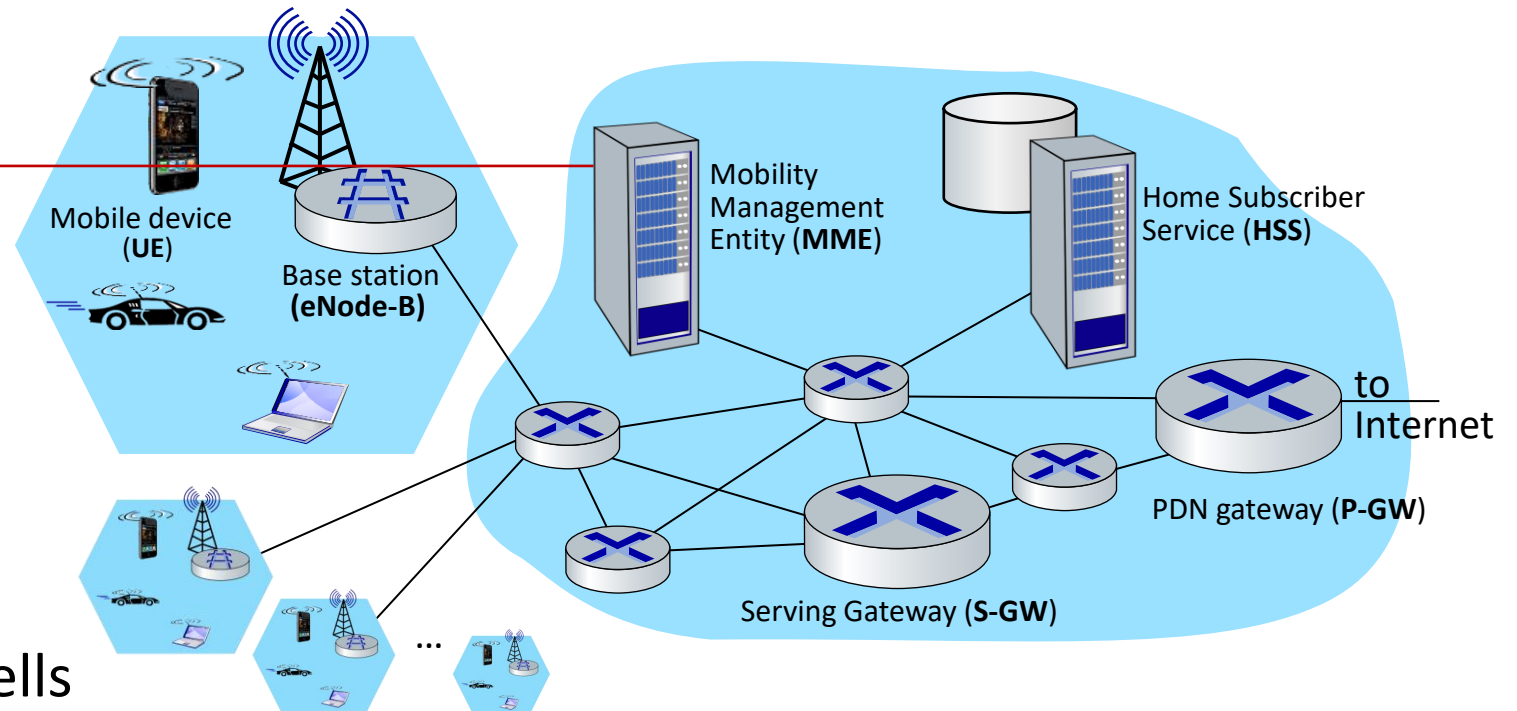 Mobile device
(UE)
Base station
(eNode-B)
Mobility
Management
Entity (MME)
Home Subscriber
Service (HSS)
to
Internet
PDN gateway (P-GW)
Serving Gateway (S-GW)
...
ells